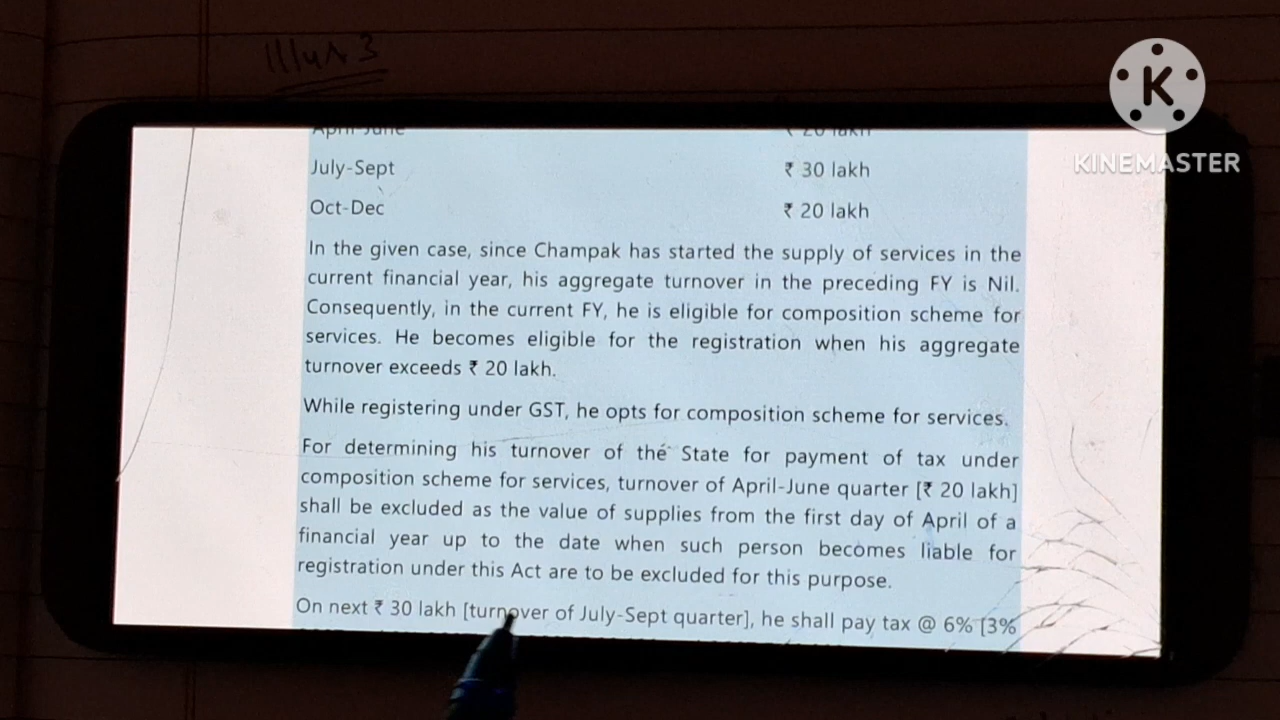 Illus 3
K
KINEMASTER
April-June ₹ 20 lakh
July-Sept ₹ 30 lakh
Oct-Dec ₹ 20 lakh
In the given case, since Champak has started the supply of services in the
current financial year, his aggregate turnover in the preceding FY is Nil.
Consequently, in the current FY, he is eligible for composition scheme for
services. He becomes eligible for the registration when his aggregate
turnover exceeds ₹ 20 lakh.
While registering under GST, he opts for composition scheme for services.
For determining his turnover of the State for payment of tax under
composition scheme for services, turnover of April-June quarter [₹ 20 lakh]
shall be excluded as the value of supplies from the first day of April of a
financial year up to the date when such person becomes liable for
registration under this Act are to be excluded for this purpose.
On next ₹ 30 lakh [turnover of July-Sept quarter], he shall pay tax @ 6% [3%